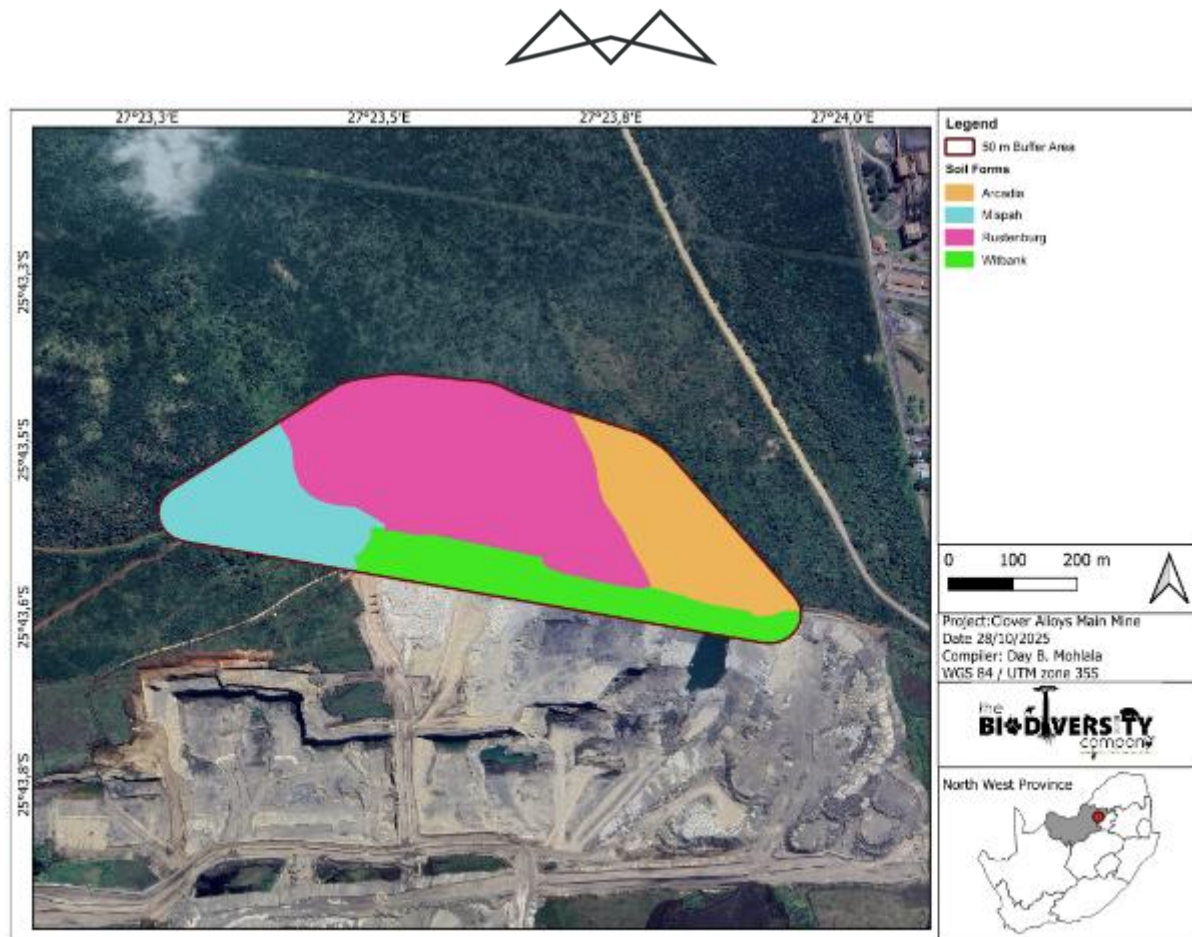 27°23,3'E 27°23,5'E 27°23,8'E 27°24,0'E
25°43,3'S
25°43,5'S
25°43,6'S
25°43,8'S
Legend
50 m Buffer Area
Soil Forms
Arcadia
Mispah
Rustenburg
Witbank
0 100 200 m
Project:Clover Alloys Main Mine
Date 28/10/2025
Compiler: Day B. Mohlala
WGS 84 / UTM zone 35S
the
BIODIVERSITY
company
North West Province